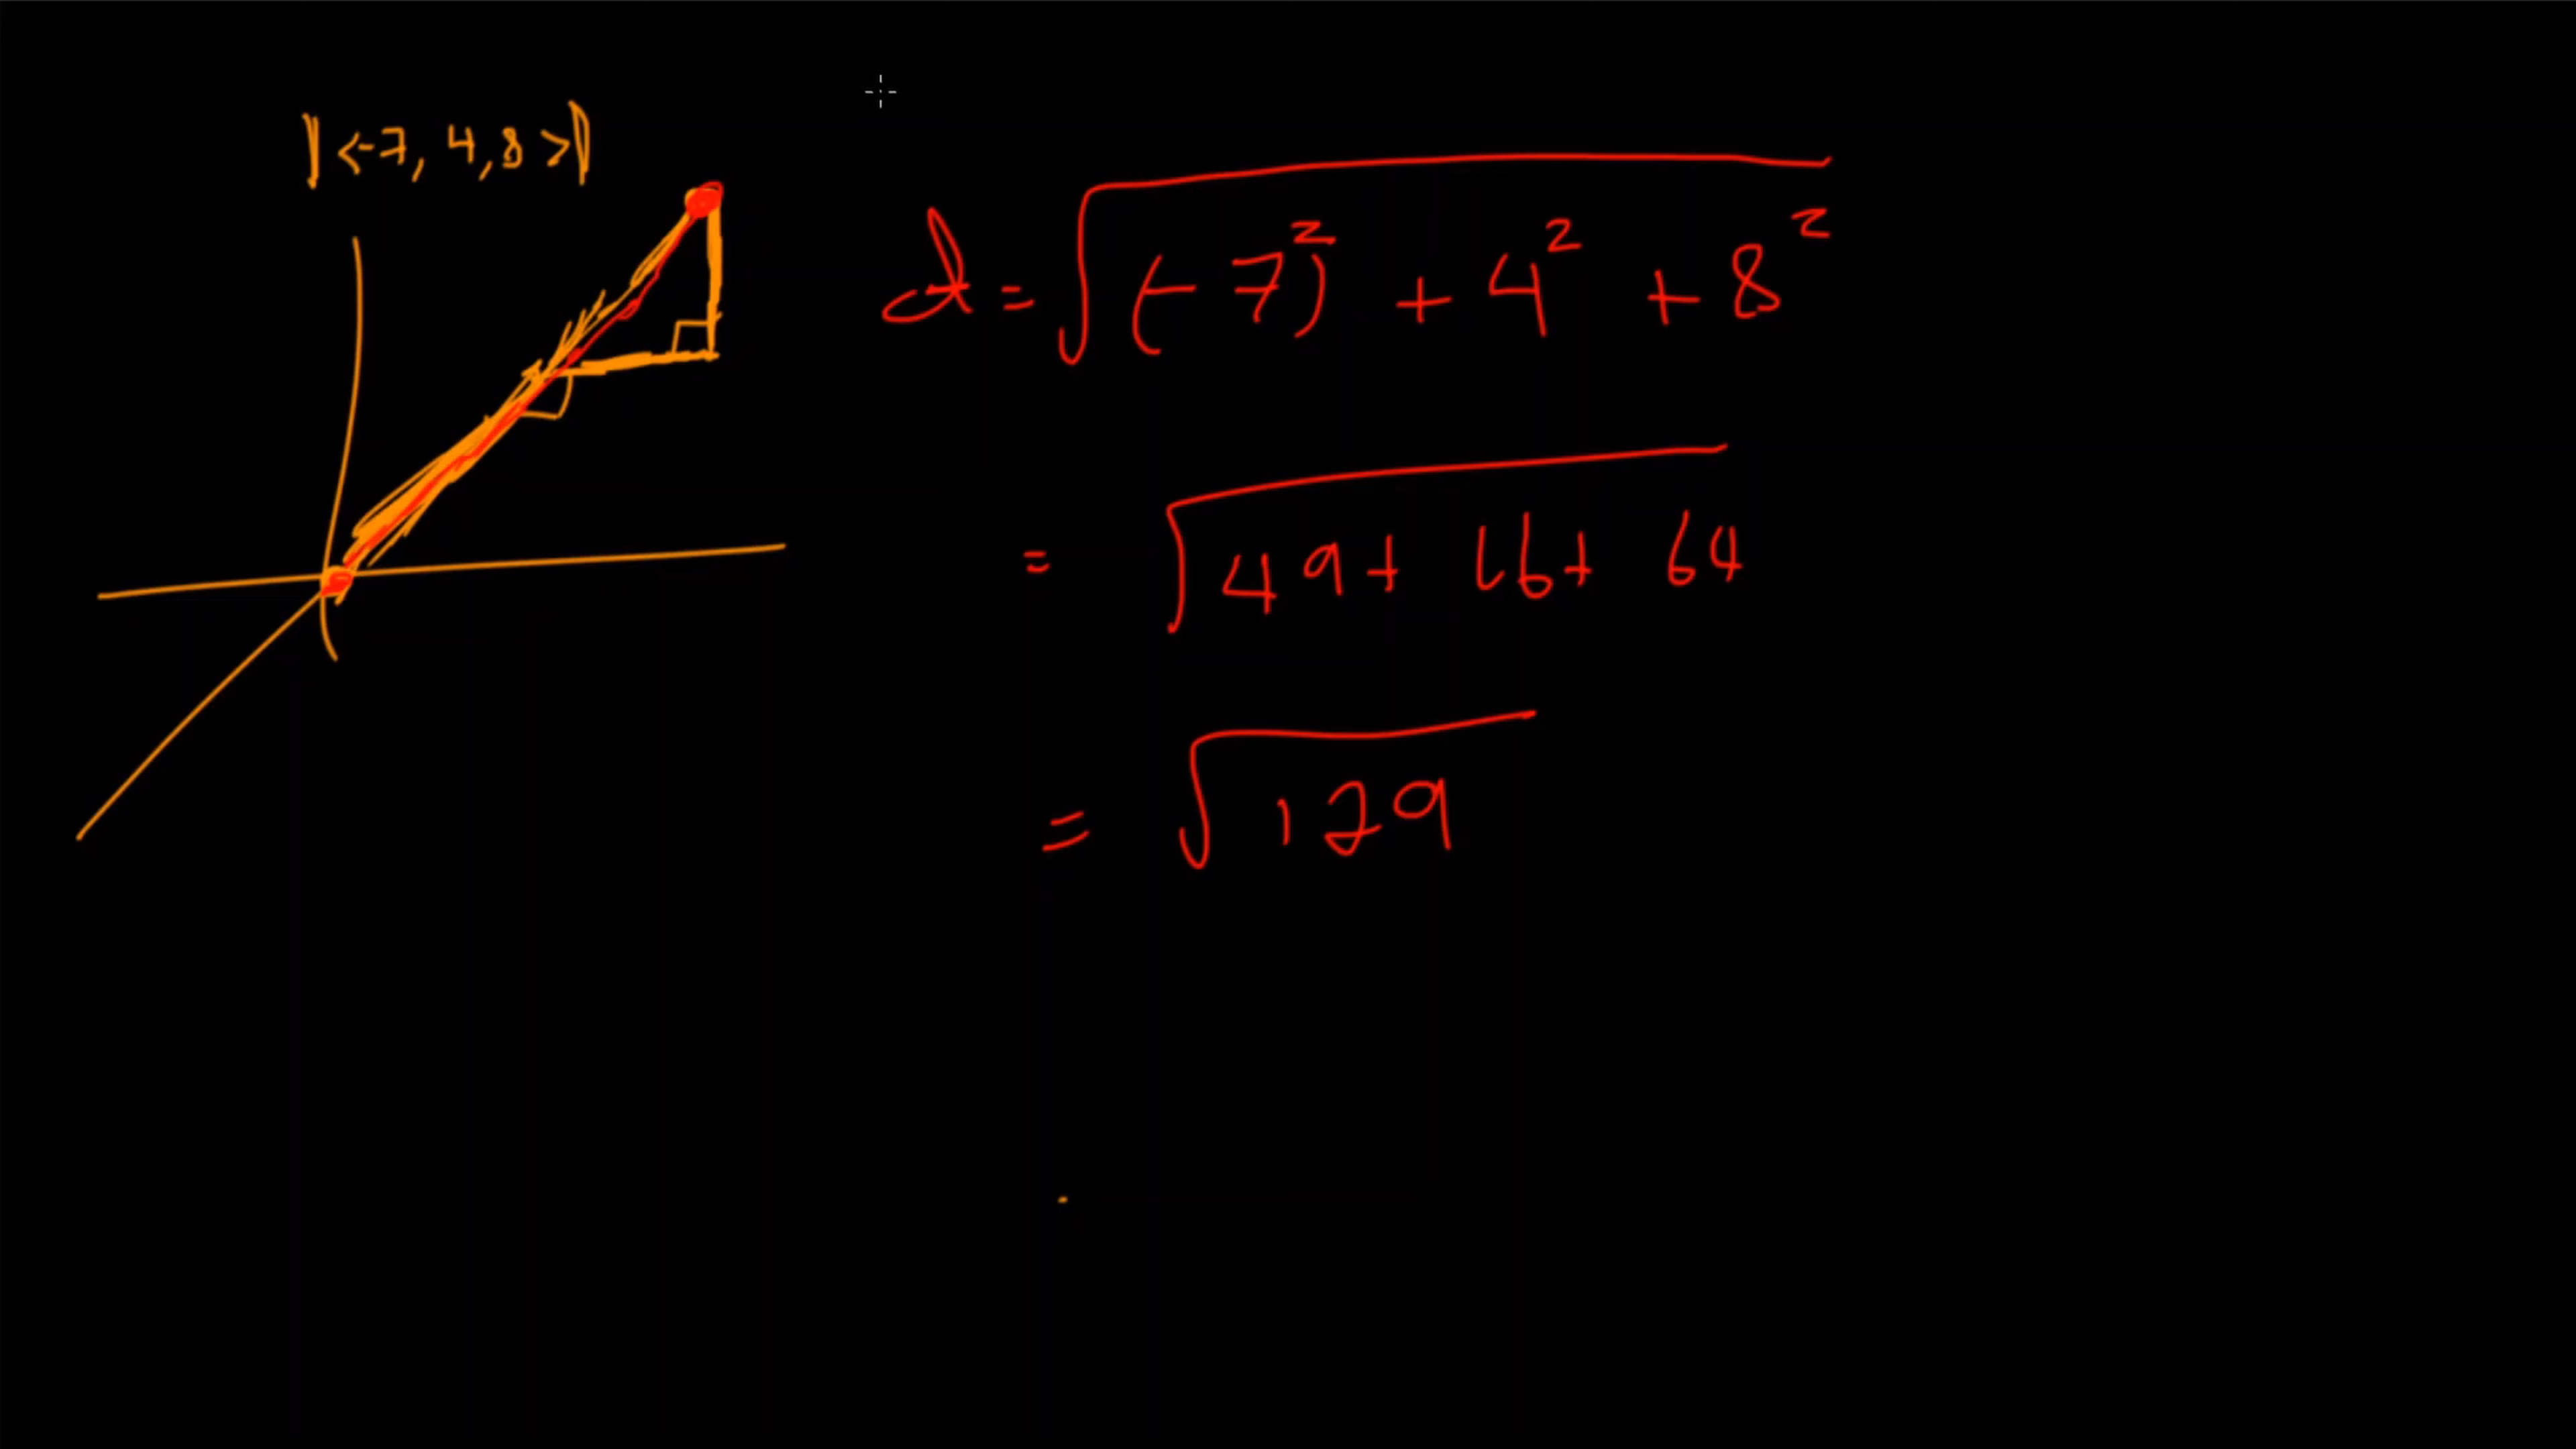 |<-7, 4, 8>|
d = √((-7)² + 4² + 8²)
= √(49 + 16 + 64)
= √129